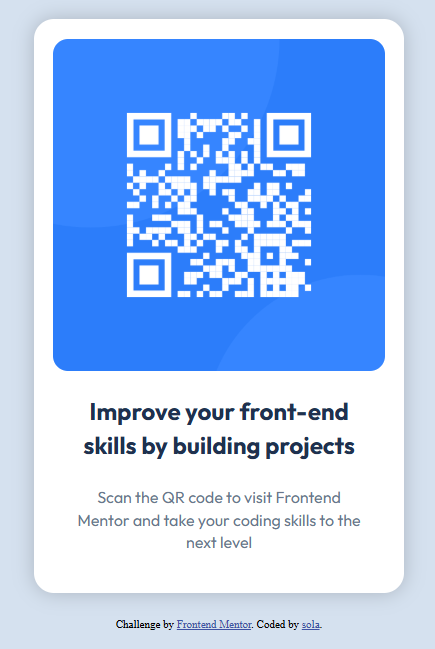 Improve your front-end
skills by building projects
Scan the QR code to visit Frontend
Mentor and take your coding skills to the
next level
Challenge by Frontend Mentor. Coded by sola.